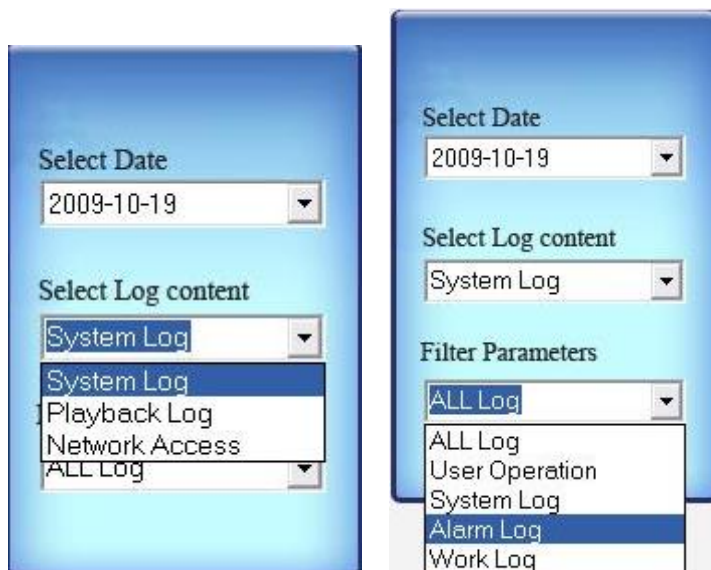 Select Date
2009-10-19
Select Log content
System Log
System Log
Playback Log
Network Access
ALL Log
Select Date
2009-10-19
Select Log content
System Log
Filter Parameters
ALL Log
ALL Log
User Operation
System Log
Alarm Log
Work Log